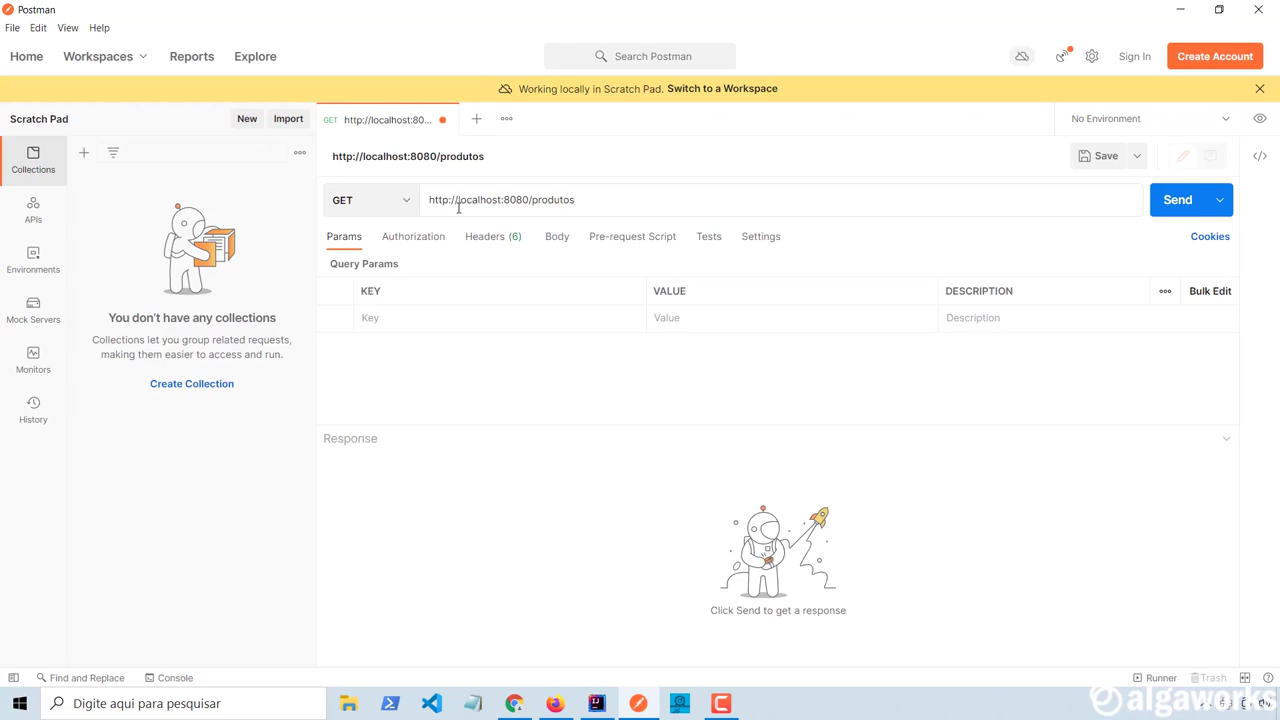 Postman
File Edit View Help
Home Workspaces Reports Explore Search Postman Sign In Create Account
Working locally in Scratch Pad. Switch to a Workspace
Scratch Pad New Import GET http://localhost:80... No Environment
http://localhost:8080/produtos Save
Collections
GET http://localhost:8080/produtos Send
APIs
Params Authorization Headers (6) Body Pre-request Script Tests Settings Cookies
Environments
Query Params
KEY VALUE DESCRIPTION Bulk Edit
Mock Servers
Key Value Description
You don't have any collections
Collections let you group related requests,
making them easier to access and run.
Monitors
Create Collection
History
Response
Click Send to get a response
Find and Replace Console Runner Trash
Digite aqui para pesquisar
algaworks